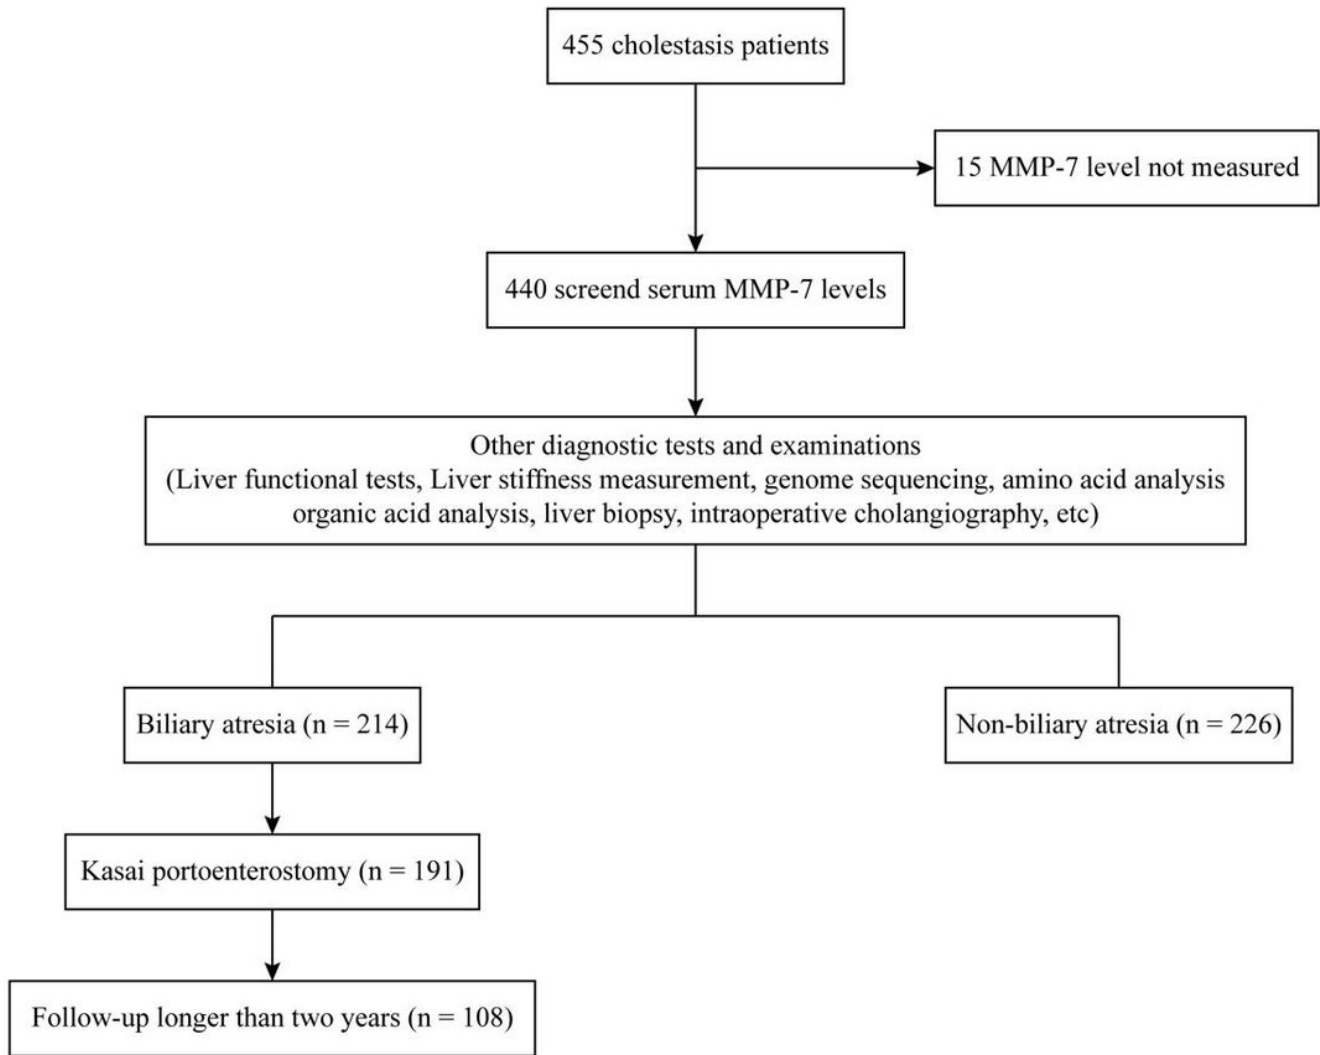 455 cholestasis patients
15 MMP-7 level not measured
440 screend serum MMP-7 levels
Other diagnostic tests and examinations
(Liver functional tests, Liver stiffness measurement, genome sequencing, amino acid analysis
organic acid analysis, liver biopsy, intraoperative cholangiography, etc)
Biliary atresia (n = 214)
Non-biliary atresia (n = 226)
Kasai portoenterostomy (n = 191)
Follow-up longer than two years (n = 108)